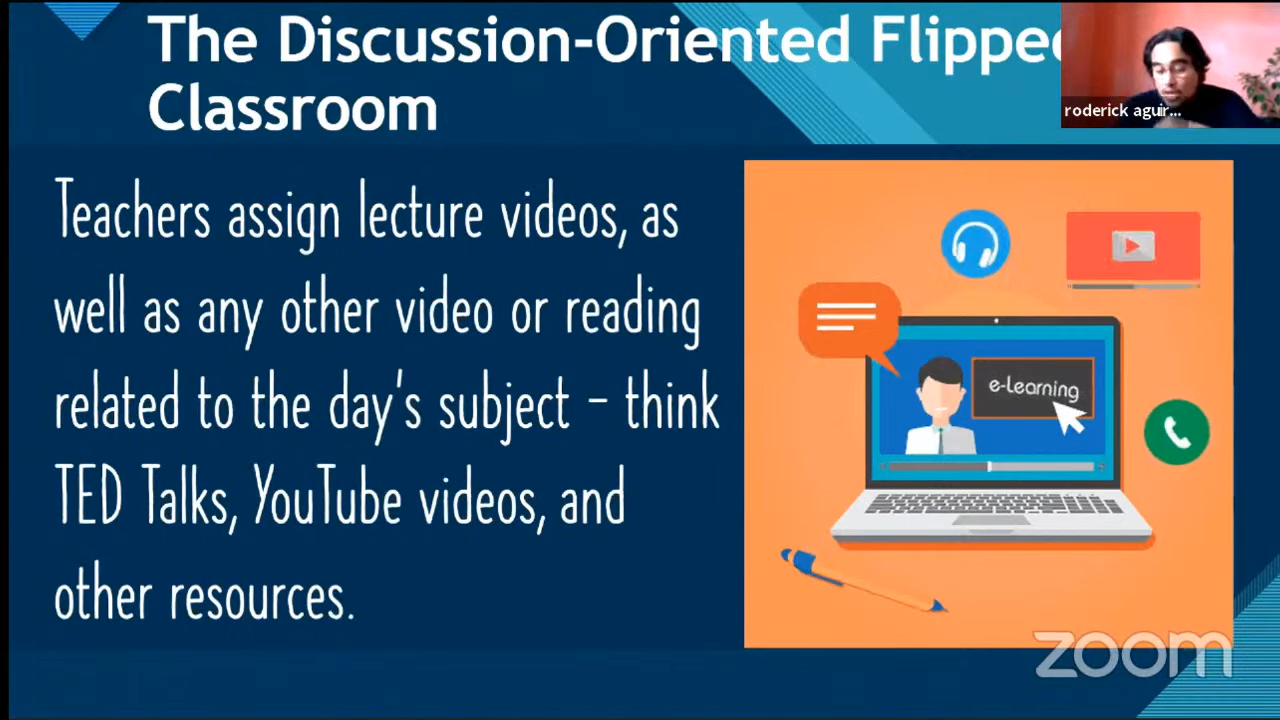 The Discussion-Oriented Flipped
Classroom
roderick aguir...
Teachers assign lecture videos, as
well as any other video or reading
related to the day's subject – think
TED Talks, YouTube videos, and
other resources.
e-Learning
zoom